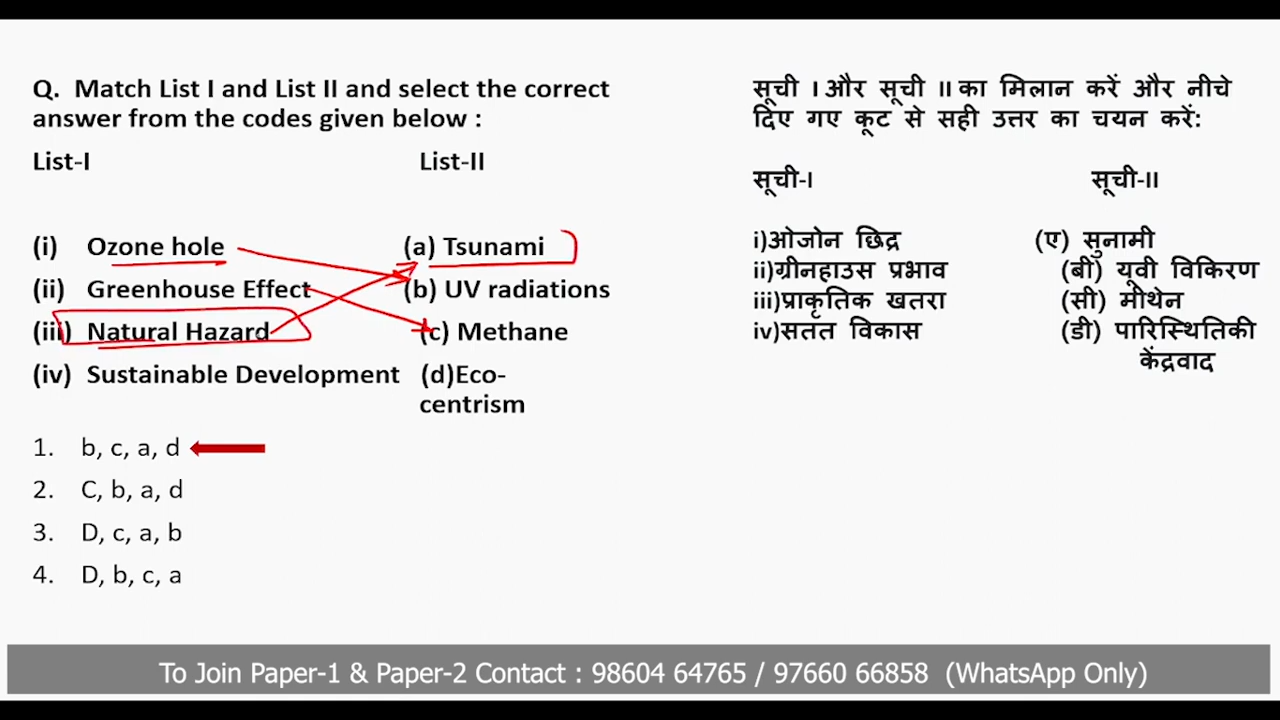 Q. Match List I and List II and select the correct
answer from the codes given below :
List-I List-II
(i) Ozone hole (a) Tsunami
(ii) Greenhouse Effect (b) UV radiations
(iii) Natural Hazard (c) Methane
(iv) Sustainable Development (d)Eco-
centrism
1. b, c, a, d
2. C, b, a, d
3. D, c, a, b
4. D, b, c, a
सूची I और सूची II का मिलान करें और नीचे
दिए गए कूट से सही उत्तर का चयन करें:
सूची-I सूची-II
i)ओजोन छिद्र (ए) सुनामी
ii)ग्रीनहाउस प्रभाव (बी) यूवी विकिरण
iii)प्राकृतिक खतरा (सी) मीथेन
iv)सतत विकास (डी) पारिस्थितिकी
केंद्रवाद
To Join Paper-1 & Paper-2 Contact : 98604 64765 / 97660 66858 (WhatsApp Only)